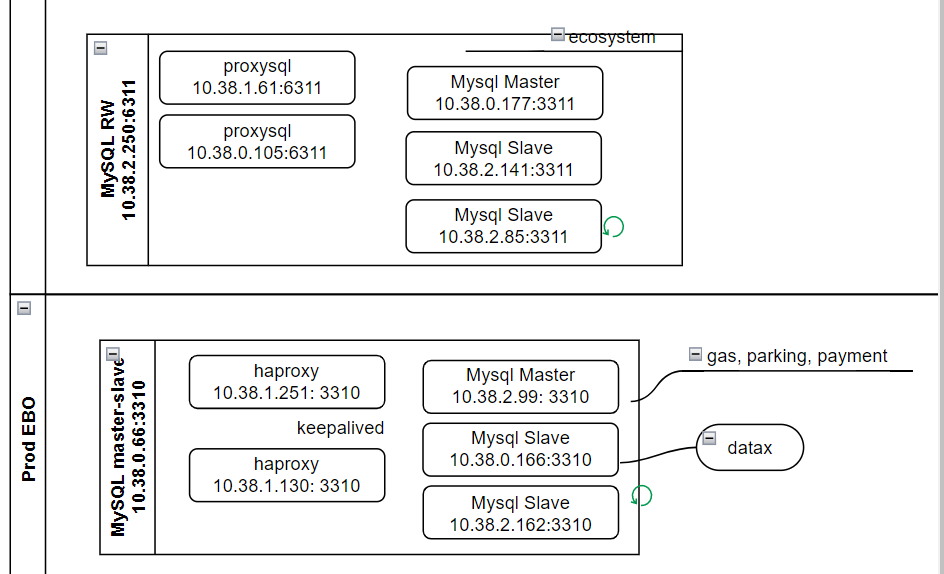 ecosystem
MySQL RW
10.38.2.250:6311
proxysql
10.38.1.61:6311
proxysql
10.38.0.105:6311
Mysql Master
10.38.0.177:3311
Mysql Slave
10.38.2.141:3311
Mysql Slave
10.38.2.85:3311
Prod EBO
MySQL master-slave
10.38.0.66:3310
haproxy
10.38.1.251: 3310
keepalived
haproxy
10.38.1.130: 3310
Mysql Master
10.38.2.99: 3310
Mysql Slave
10.38.0.166:3310
Mysql Slave
10.38.2.162:3310
gas, parking, payment
datax